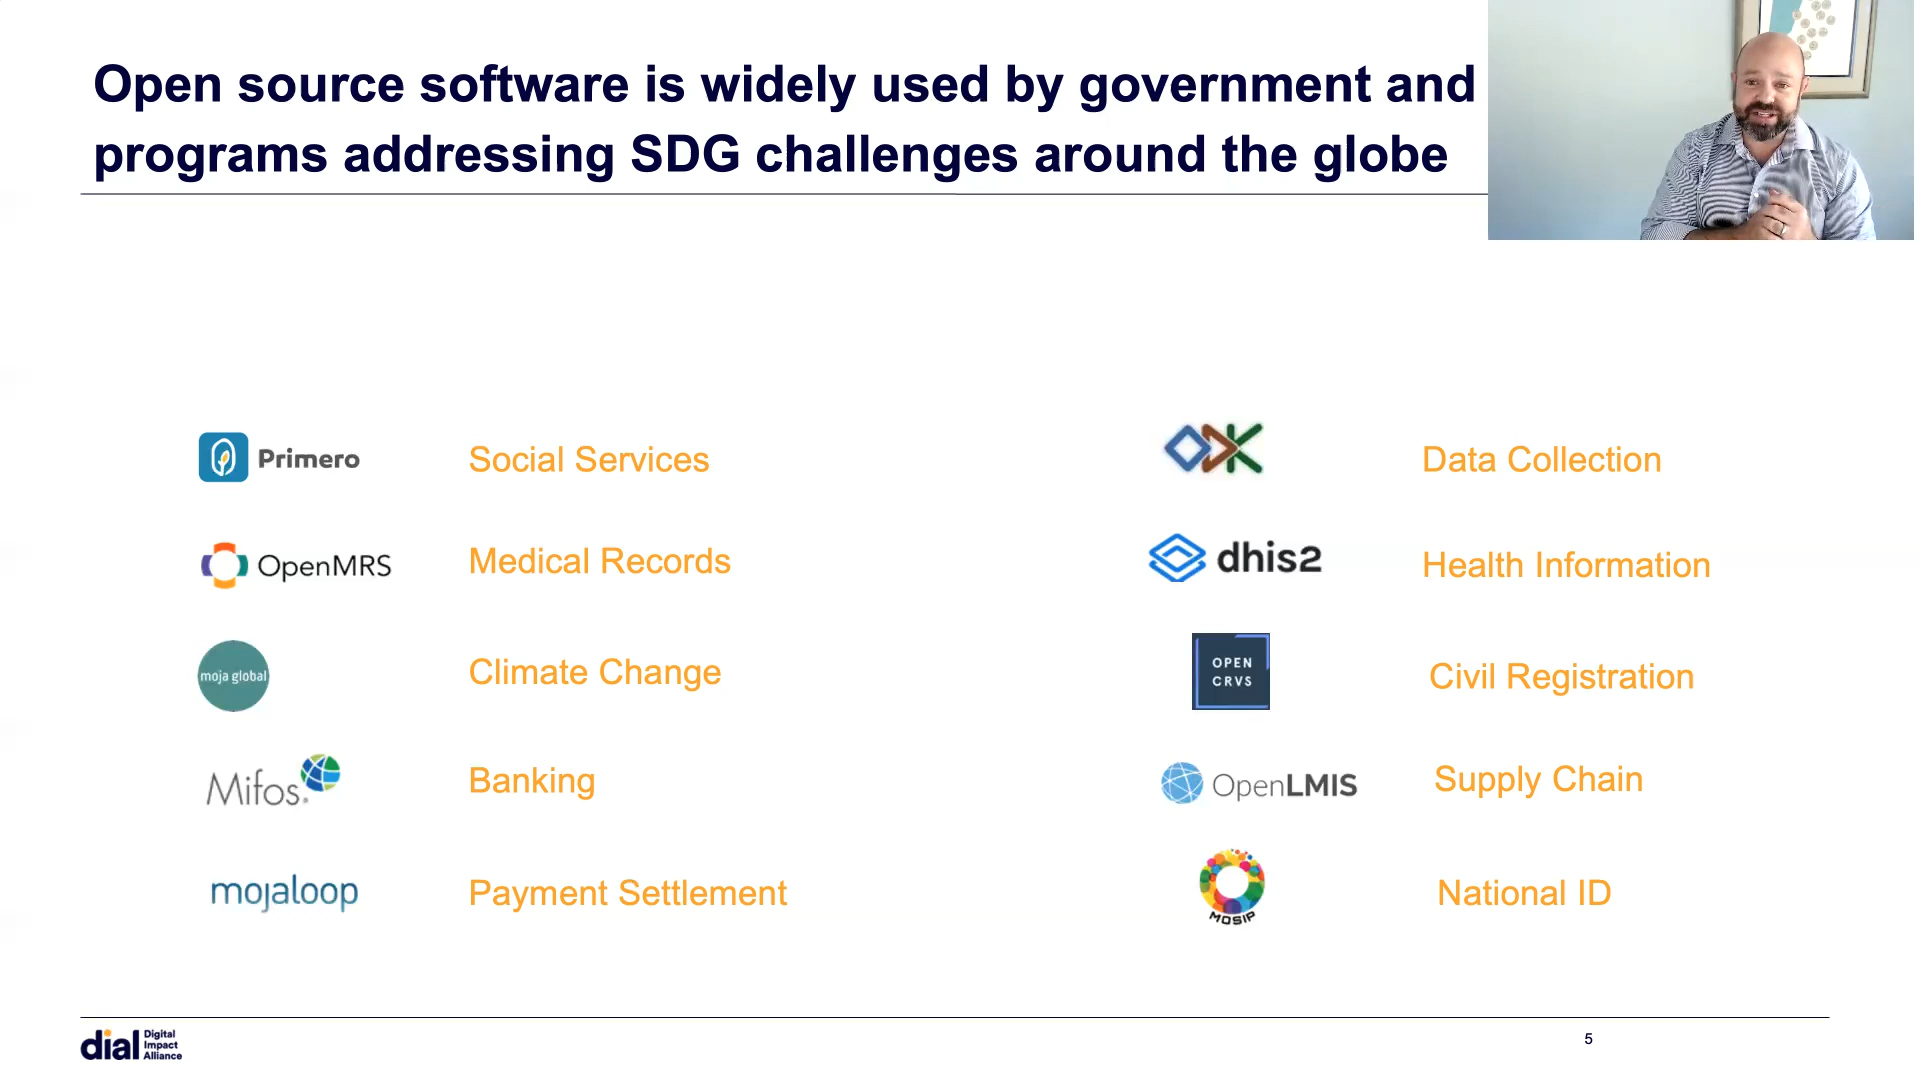 Open source software is widely used by government and
programs addressing SDG challenges around the globe
Primero
Social Services
OpenMRS
Medical Records
moja global
Climate Change
Mifos.
Banking
mojaloop
Payment Settlement
ODK
Data Collection
dhis2
Health Information
OPEN
CRVS
Civil Registration
OpenLMIS
Supply Chain
MOSIP
National ID
dial
Digital
Impact
Alliance
5